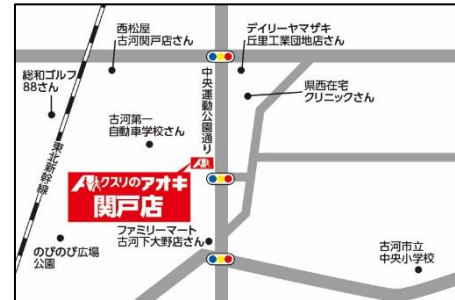 西松屋
古河関戸店さん
デイリーヤマザキ
丘里工業団地店さん
総和ゴルフ
88さん
中央運動公園通り
県西在宅
クリニックさん
古河第一
自動車学校さん
東北新幹線
クスリのアオキ
関戸店
ファミリーマート
古河下大野店さん
のびのび広場
公園
古河市立
中央小学校